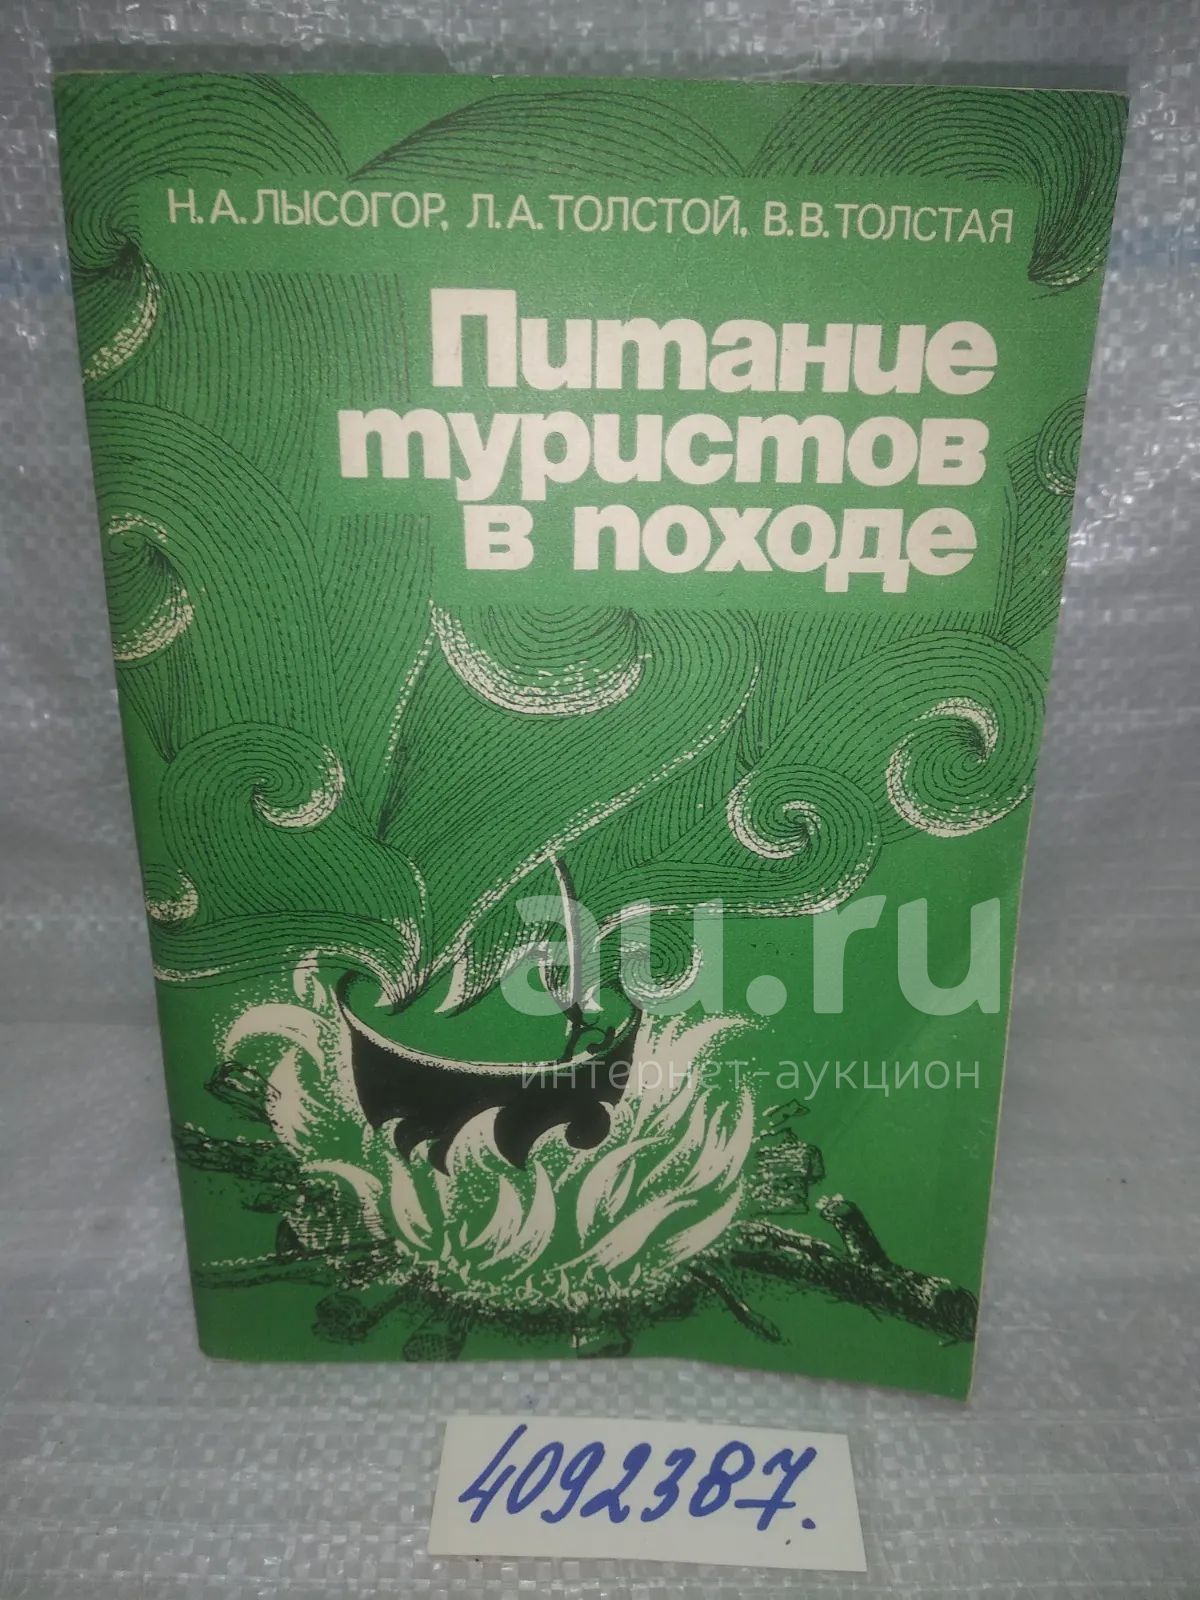 Н.А.ЛЫСОГОР, Л.А.ТОЛСТОЙ, В.В.ТОЛСТАЯ
Питание
туристов
в походе
au.ru
интернет-аукцион
4092387.